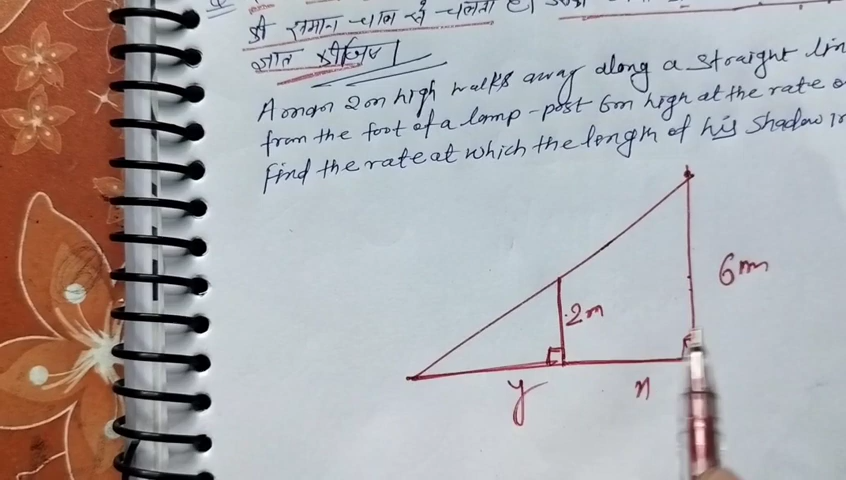 की समान चाल से चलता है।
ज्ञात कीजिए।
A man 2m high walks away along a straight lin
from the foot of a lamp-post 6m high at the rate o
find the rate at which the length of his shadow in
6m
2m
y
x